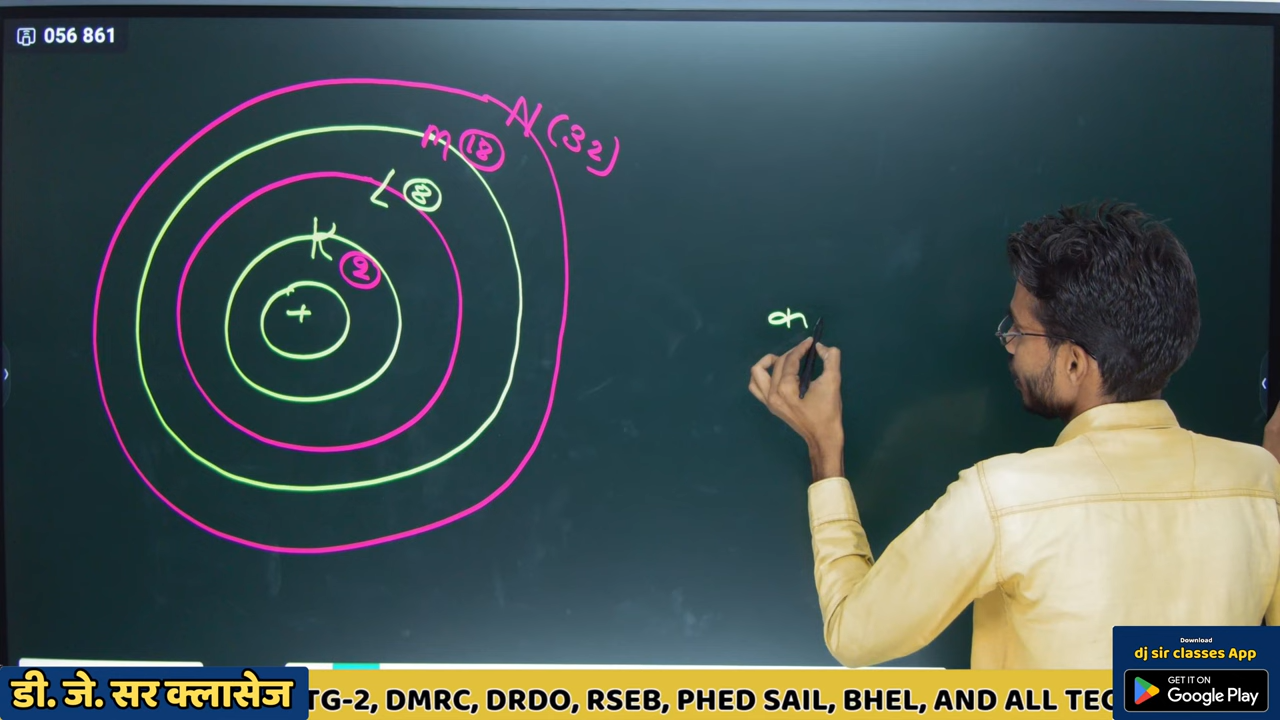 056 861
N (32)
M 18
L 8
K 2
+
डी. जे. सर क्लासेज
TG-2, DMRC, DRDO, RSEB, PHED SAIL, BHEL, AND ALL TEC
Download
dj sir classes App
GET IT ON
Google Play